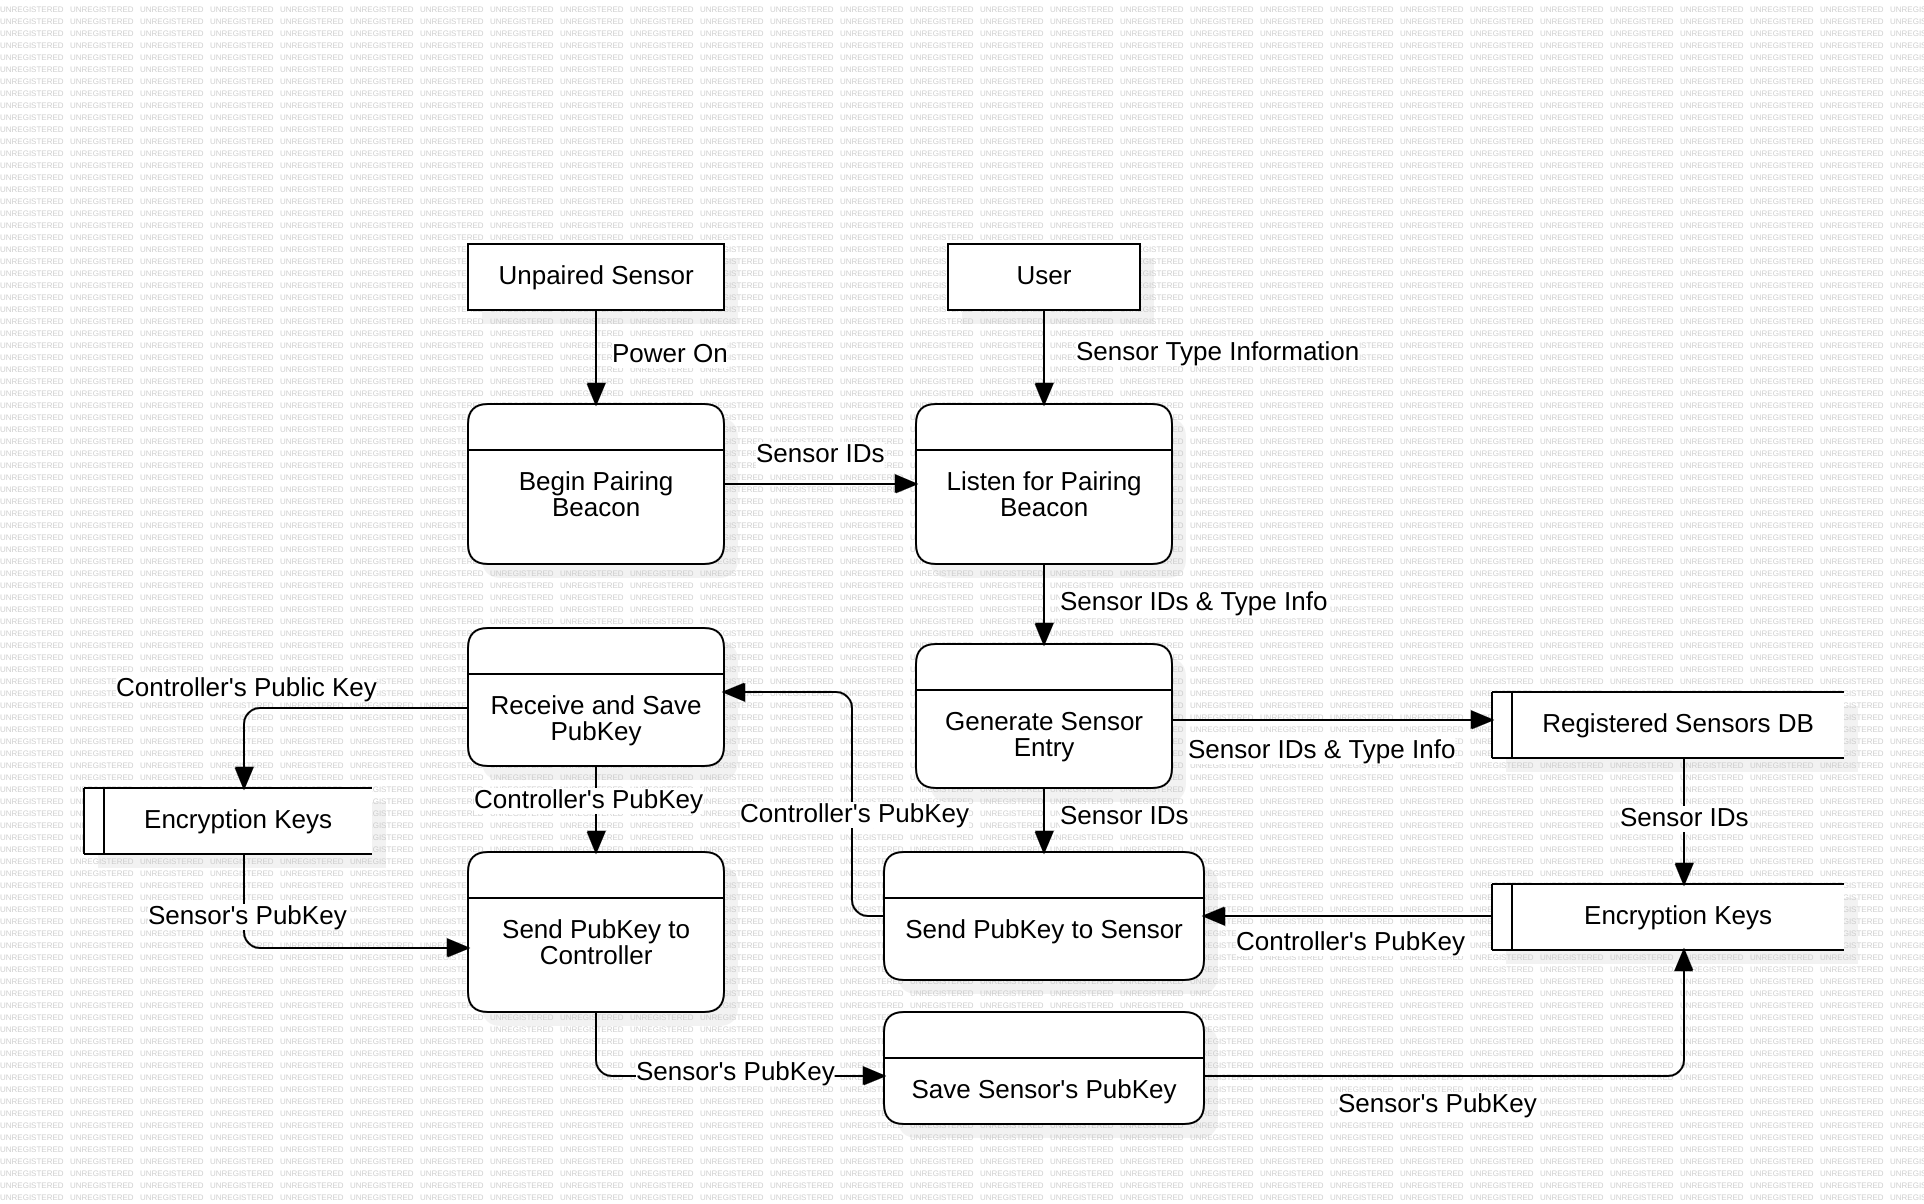 Unpaired Sensor
User
Power On
Sensor Type Information
Sensor IDs
Begin Pairing
Beacon
Listen for Pairing
Beacon
Sensor IDs & Type Info
Controller's Public Key
Receive and Save
PubKey
Generate Sensor
Entry
Registered Sensors DB
Sensor IDs & Type Info
Encryption Keys
Controller's PubKey
Controller's PubKey
Sensor IDs
Sensor IDs
Sensor's PubKey
Send PubKey to
Controller
Send PubKey to Sensor
Controller's PubKey
Encryption Keys
Sensor's PubKey
Save Sensor's PubKey
Sensor's PubKey
UNREGISTERED